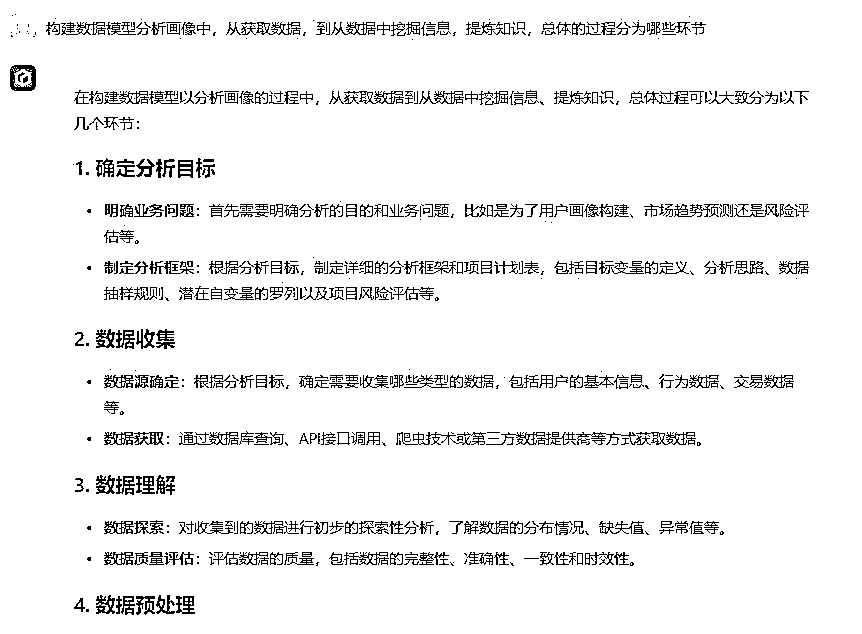 构建数据模型分析画像中，从获取数据，到从数据中挖掘信息，提炼知识，总体的过程分为哪些环节
在构建数据模型以分析画像的过程中，从获取数据到从数据中挖掘信息、提炼知识，总体过程可以大致分为以下
几个环节：
1. 确定分析目标
• 明确业务问题：首先需要明确分析的目的和业务问题，比如是为了用户画像构建、市场趋势预测还是风险评
估等。
• 制定分析框架：根据分析目标，制定详细的分析框架和项目计划表，包括目标变量的定义、分析思路、数据
抽样规则、潜在自变量的罗列以及项目风险评估等。
2. 数据收集
• 数据源确定：根据分析目标，确定需要收集哪些类型的数据，包括用户的基本信息、行为数据、交易数据
等。
• 数据获取：通过数据库查询、API接口调用、爬虫技术或第三方数据提供商等方式获取数据。
3. 数据理解
• 数据探索：对收集到的数据进行初步的探索性分析，了解数据的分布情况、缺失值、异常值等。
• 数据质量评估：评估数据的质量，包括数据的完整性、准确性、一致性和时效性。
4. 数据预处理